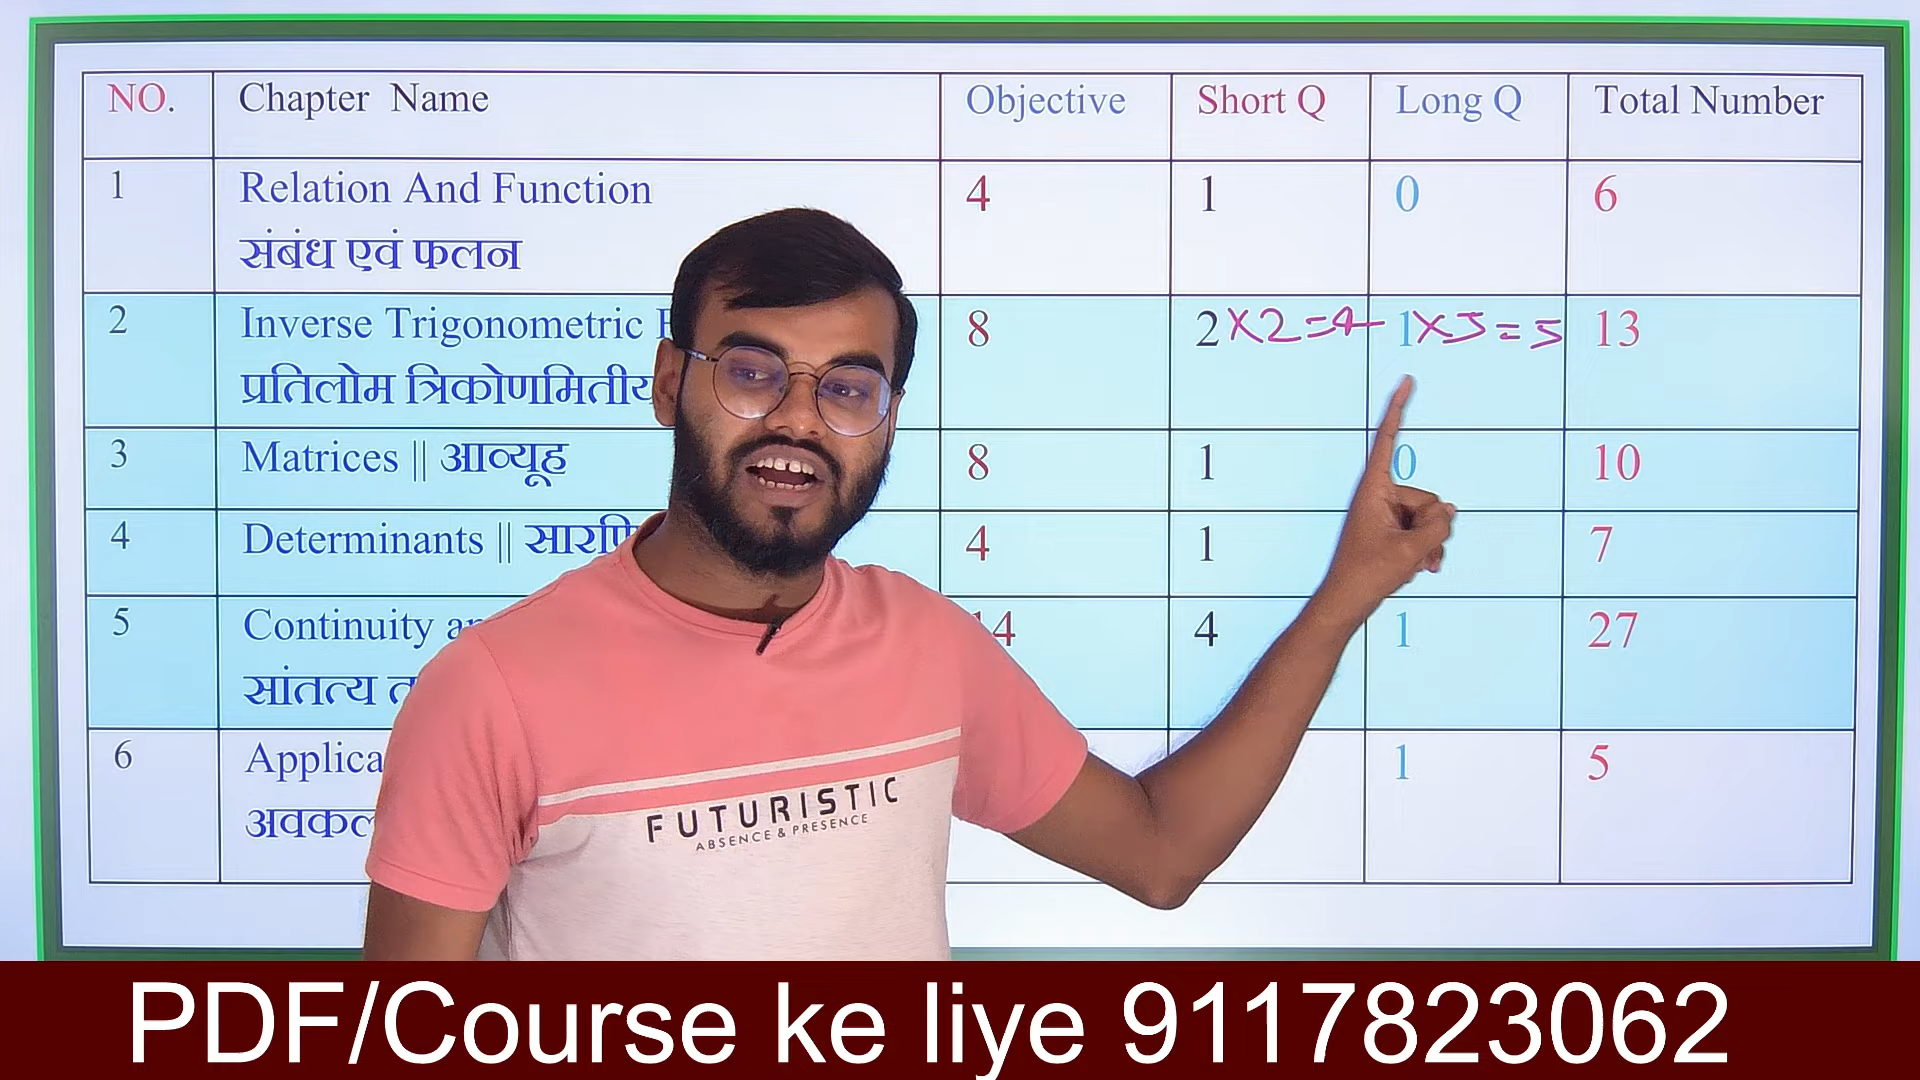 NO. Chapter Name Objective Short Q Long Q Total Number
1 Relation And Function 4 1 0 6
संबंध एवं फलन
2 Inverse Trigonometric 8 2×2=4 1×5=5 13
प्रतिलोम त्रिकोणमितीय
3 Matrices || आव्यूह 8 1 0 10
4 Determinants || 4 1 7
5 Continuity 14 4 1 27
सांतत्य
6 1 5
FUTURISTIC
ABSENCE & PRESENCE
PDF/Course ke liye 9117823062